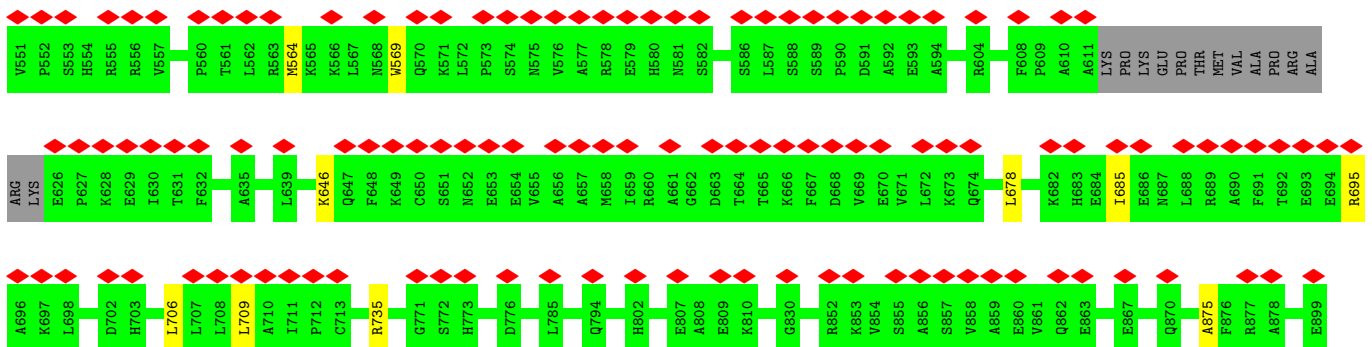 V551 P552 S553 H554 R555 R556 V557 P560 T561 L562 R563 M564 K565 K566 L567 N568 W569 Q570 K571 L572 P573 S574 N575 V576 A577 R578 E579 H580 N581 S582 S586 L587 S588 S589 P590 D591 A592 E593 A594 R604 F608 P609 A610 A611 LYS PRO LYS GLU PRO THR MET VAL ALA PRO ARG ALA
ARG LYS E626 P627 K628 E629 I630 T631 F632 A635 L639 K646 Q647 F648 K649 C650 S651 N652 E653 E654 V655 A656 A657 M658 I659 R660 A661 G662 D663 T664 T665 K666 F667 D668 V669 E670 V671 L672 K673 Q674 L678 K682 H683 E684 I685 E686 N687 L688 R689 A690 F691 T692 E693 E694 R695
A696 K697 L698 D702 H703 L706 L707 L708 L709 A710 I711 P712 C713 R735 G771 S772 H773 D776 L785 Q794 H802 E807 A808 E809 K810 G830 R852 K853 V854 S855 A856 S857 V858 A859 E860 V861 Q862 E863 E867 Q870 A875 F876 R877 A878 E899